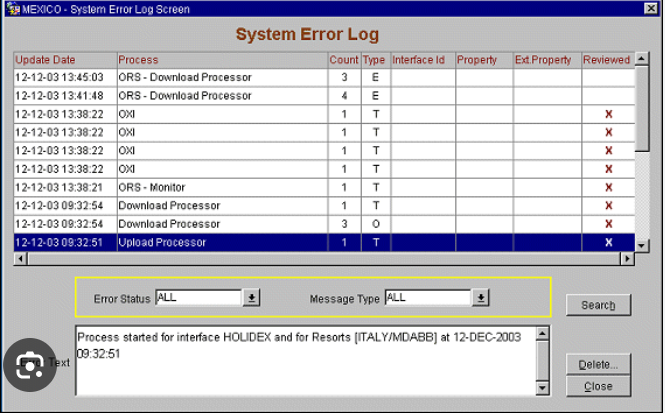 MEXICO - System Error Log Screen
System Error Log
Update Date Process Count Type Interface Id Property Ext.Property Reviewed
12-12-03 13:45:03 ORS - Download Processor 3 E
12-12-03 13:41:48 ORS - Download Processor 4 E
12-12-03 13:38:22 OXI 1 T X
12-12-03 13:38:22 OXI 1 T X
12-12-03 13:38:22 OXI 1 T X
12-12-03 13:38:22 OXI 1 T X
12-12-03 13:38:21 ORS - Monitor 1 T X
12-12-03 09:32:54 Download Processor 1 T X
12-12-03 09:32:54 Download Processor 3 O X
12-12-03 09:32:51 Upload Processor 1 T X
Error Status ALL Message Type ALL
Search
Process started for interface HOLIDEX and for Resorts [ITALY/MDABB] at 12-DEC-2003
Text 09:32:51
Delete...
Close